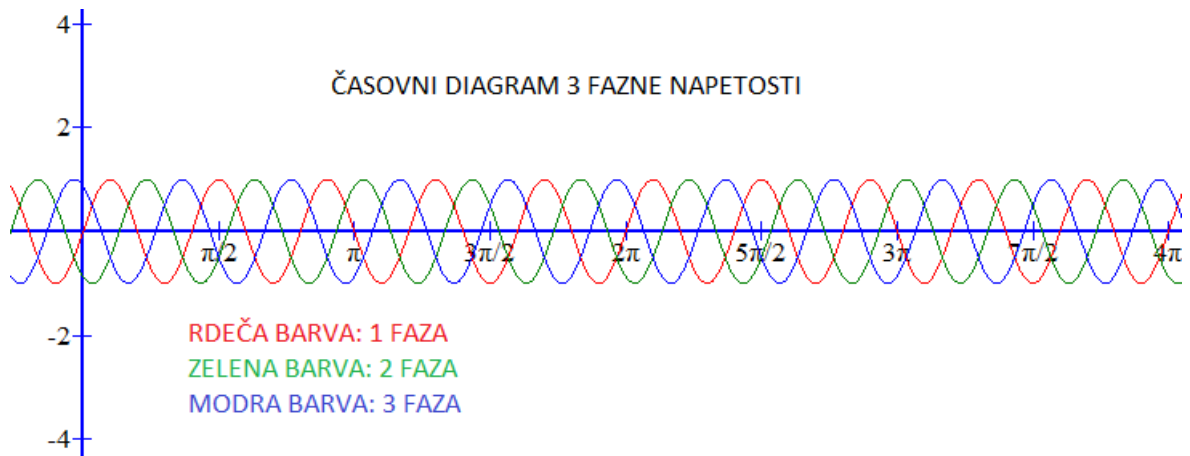 4
ČASOVNI DIAGRAM 3 FAZNE NAPETOSTI
2
π/2 π 3π/2 2π 5π/2 3π 7π/2 4π
-2
RDEČA BARVA: 1 FAZA
ZELENA BARVA: 2 FAZA
MODRA BARVA: 3 FAZA
-4